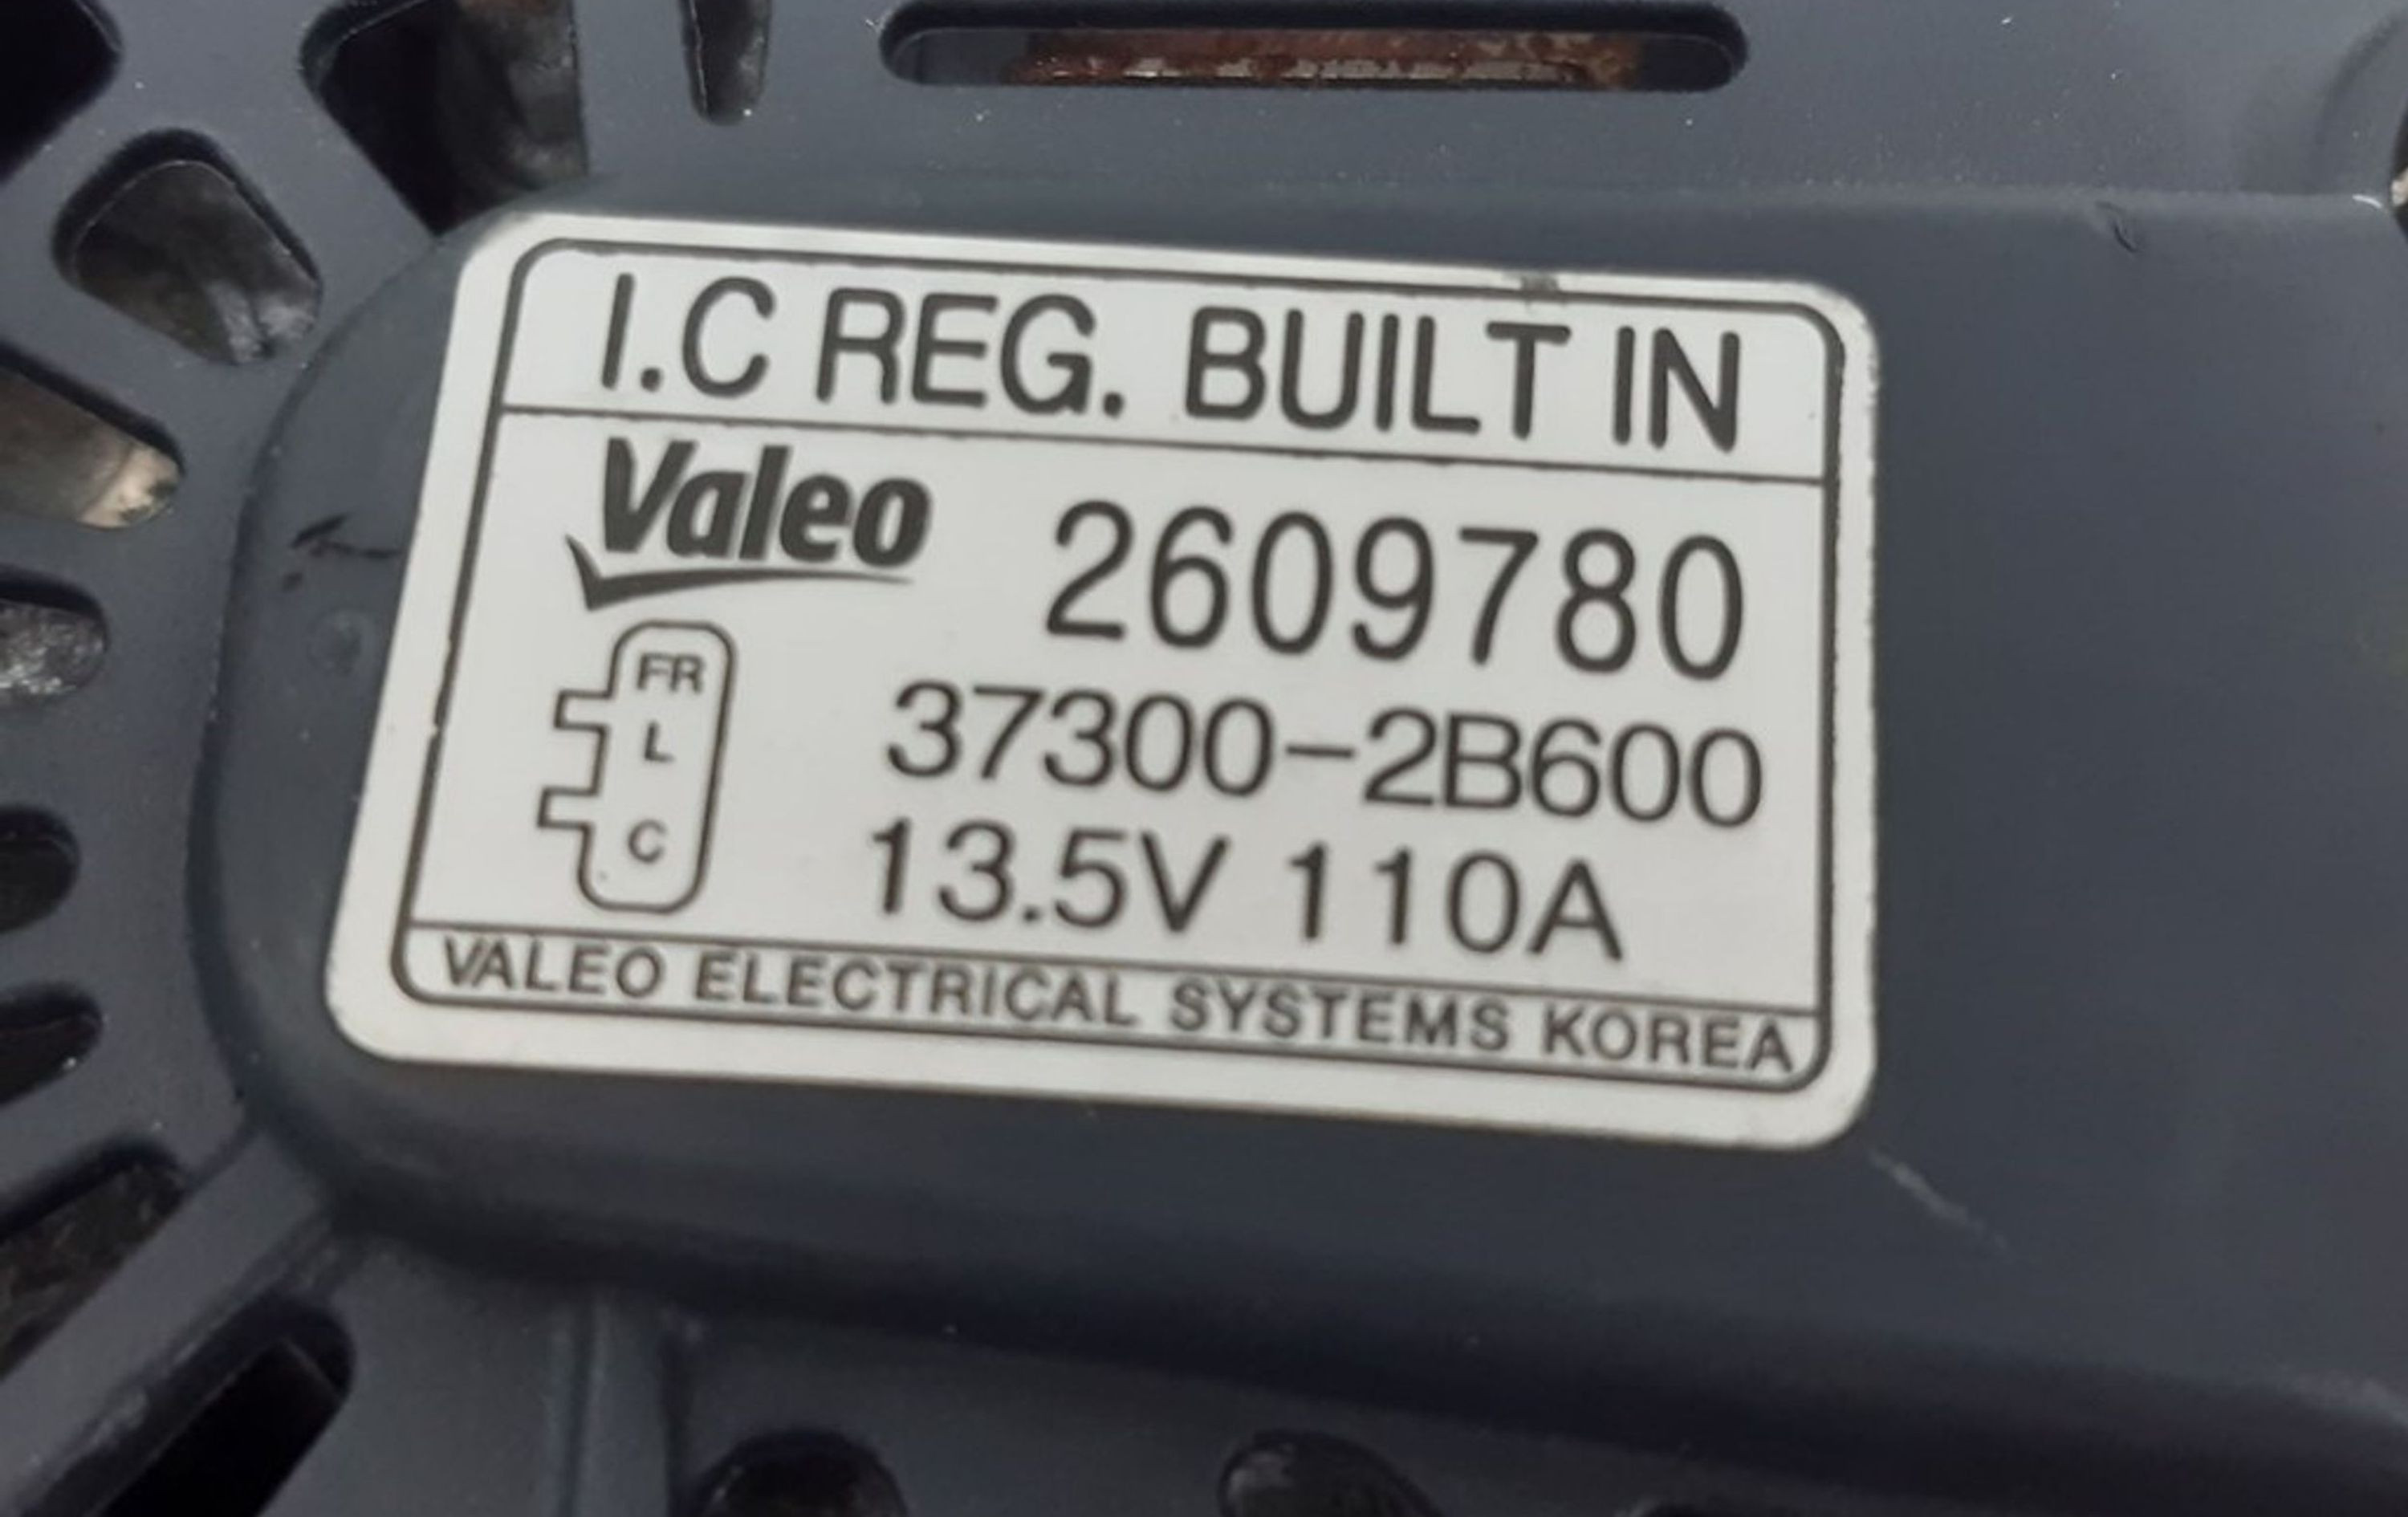 I.C REG. BUILT IN
Valeo 2609780
FR
L
C
37300-2B600
13.5V 110A
VALEO ELECTRICAL SYSTEMS KOREA